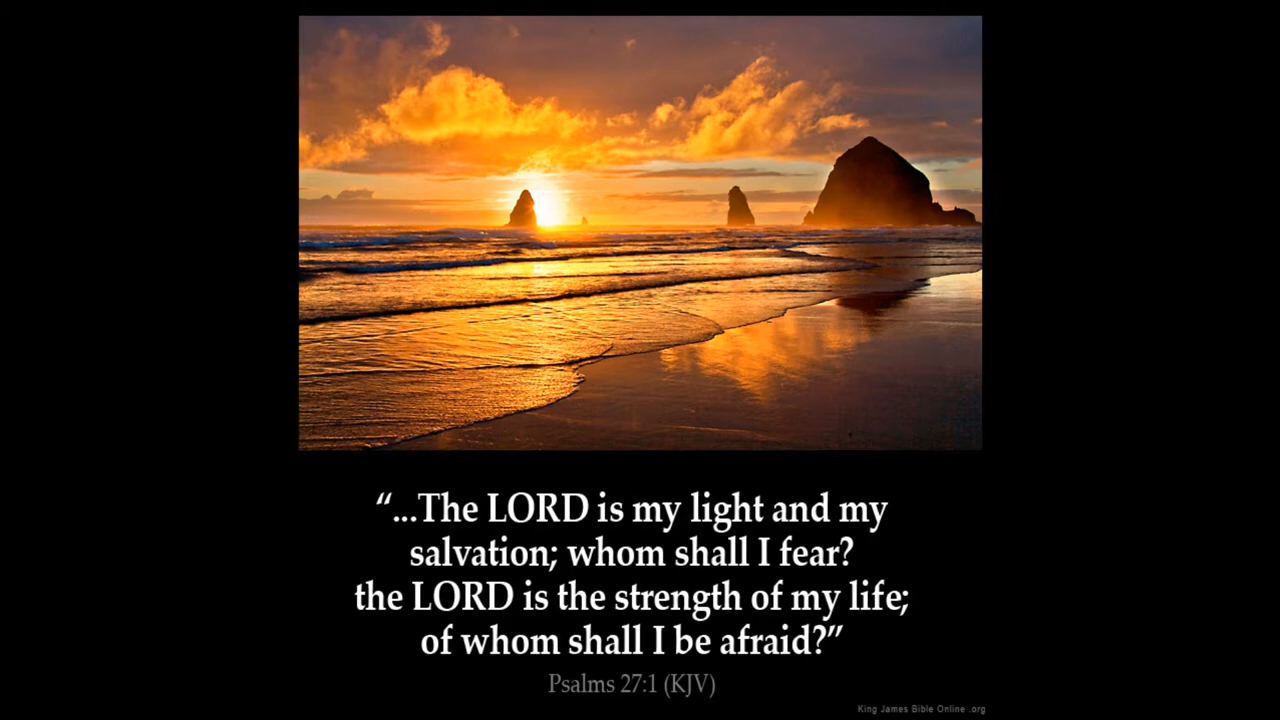 “...The LORD is my light and my
salvation; whom shall I fear?
the LORD is the strength of my life;
of whom shall I be afraid?”
Psalms 27:1 (KJV)
King James Bible Online .org